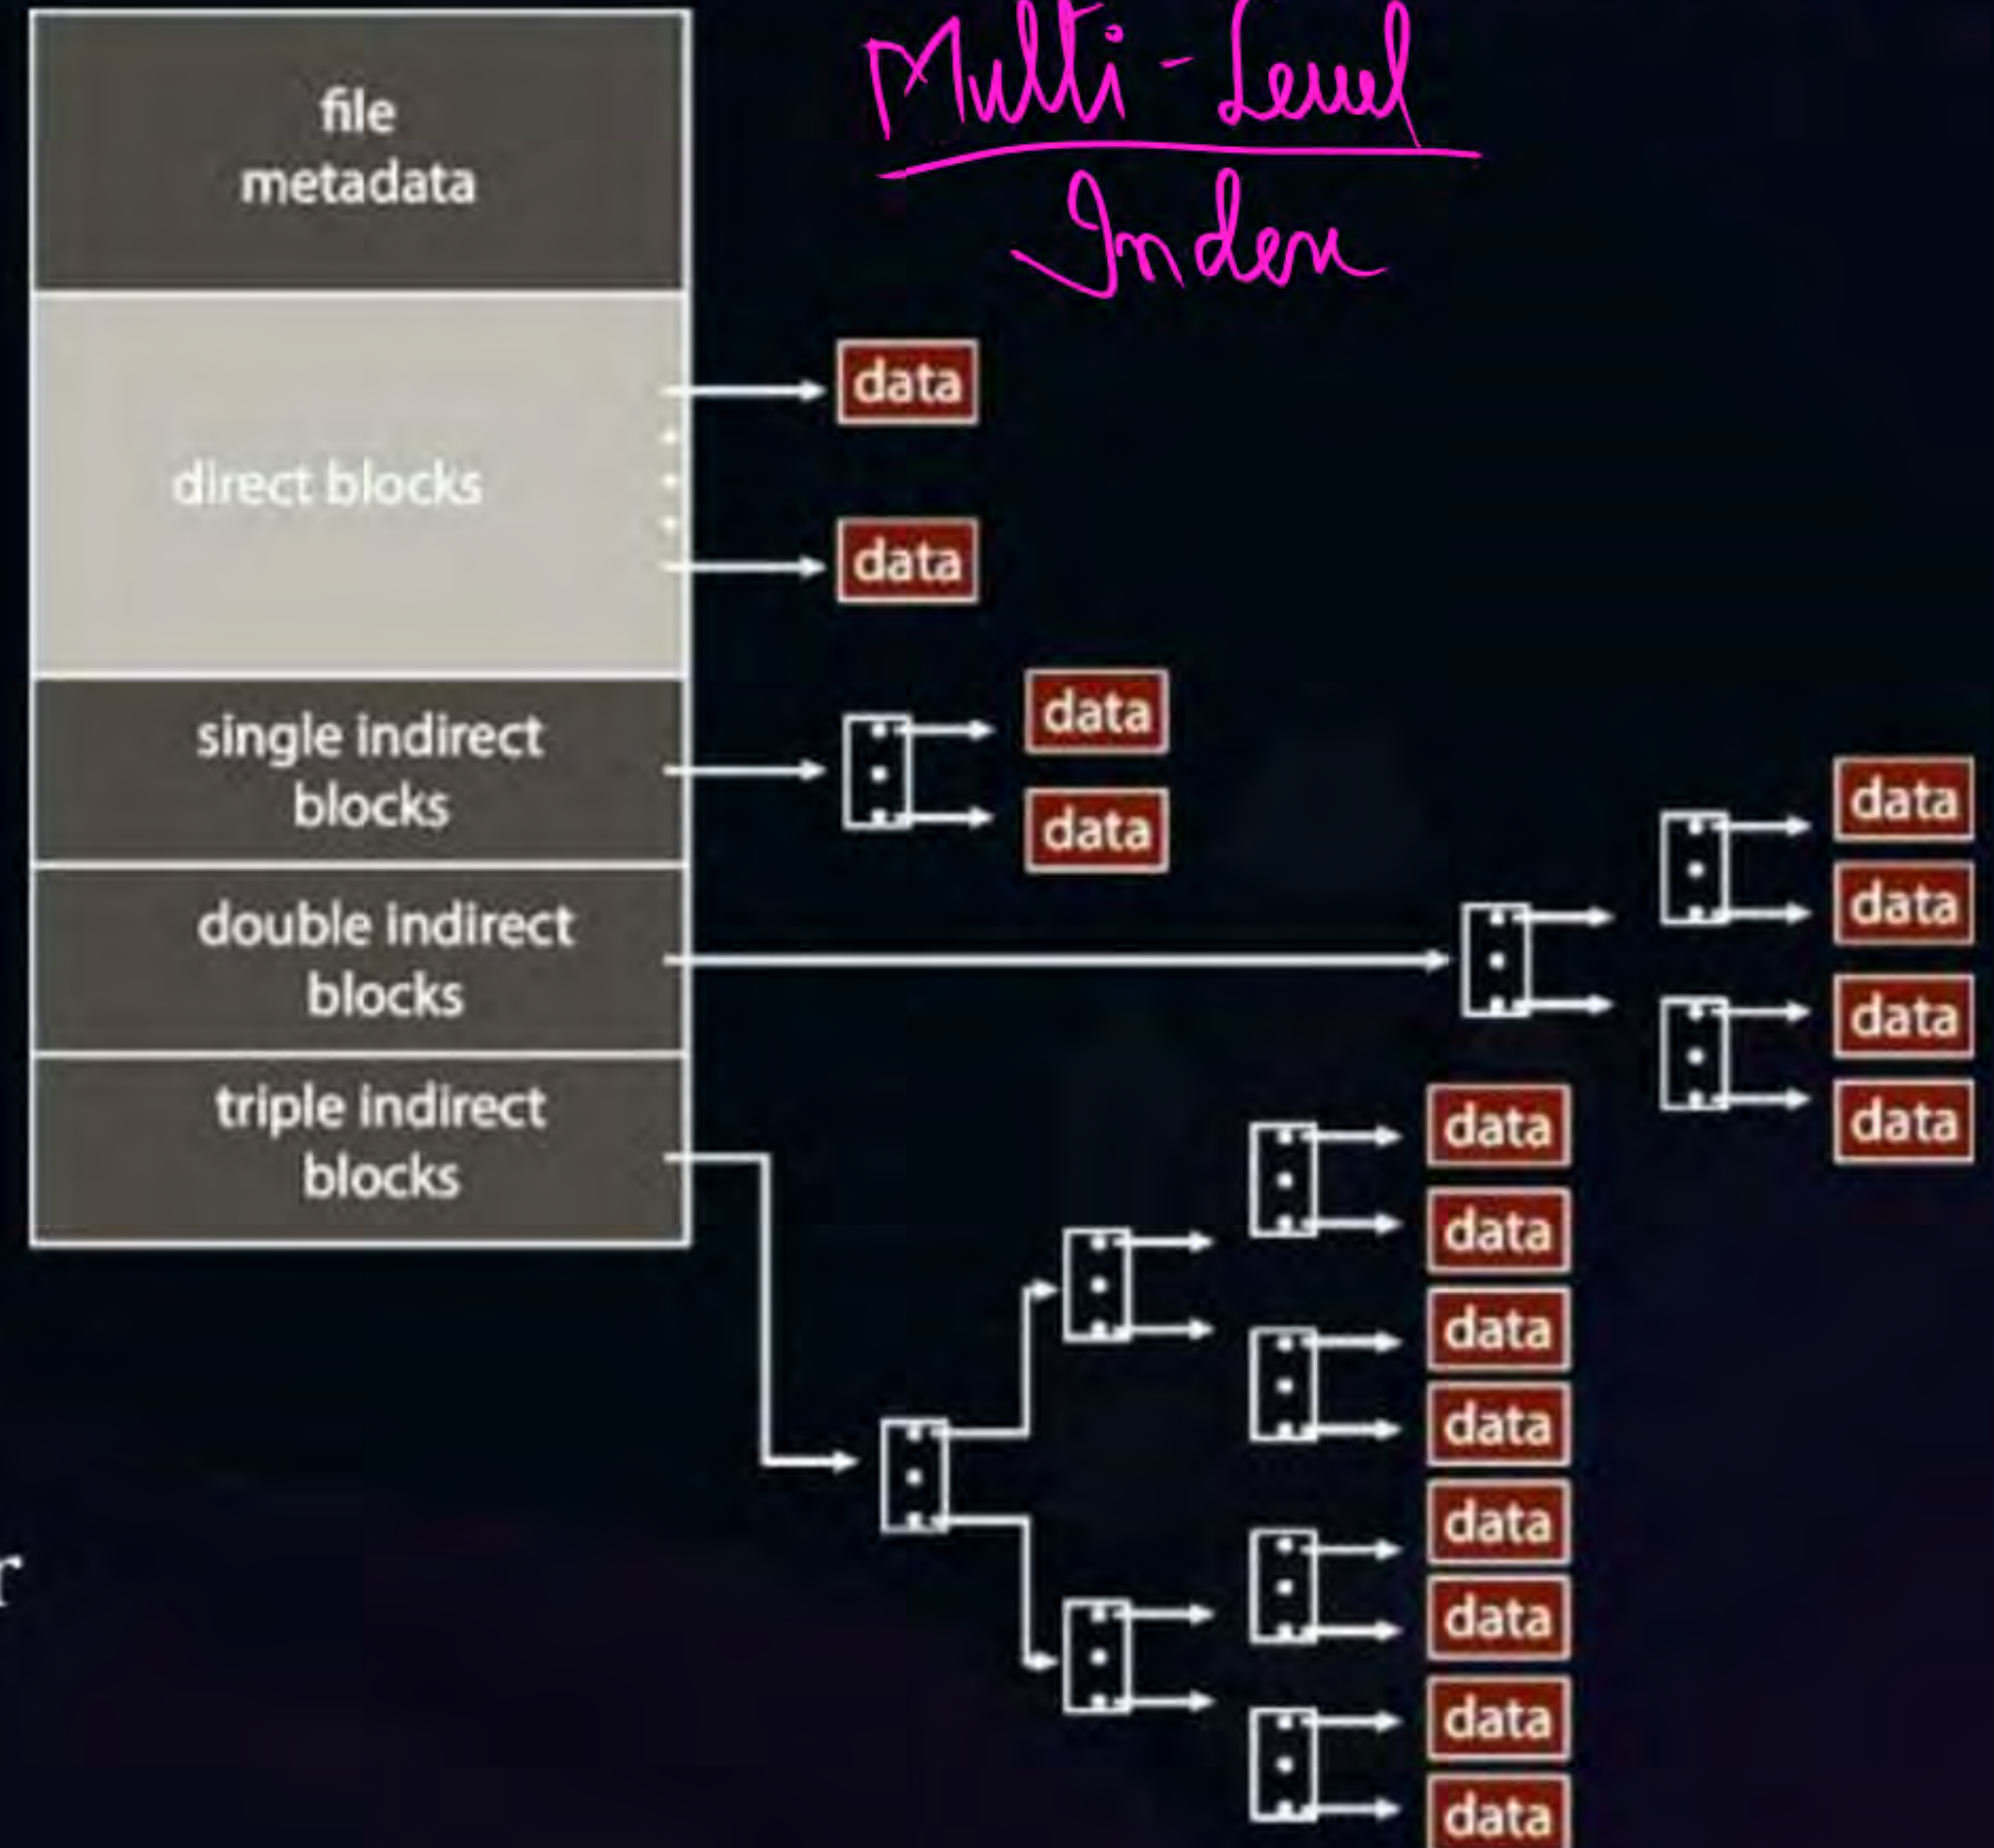 Multi-Level
Index
file
metadata
direct blocks
data
data
single indirect
blocks
data
data
double indirect
blocks
data
data
data
data
triple indirect
blocks
data
data
data
data
data
data
data
data
r